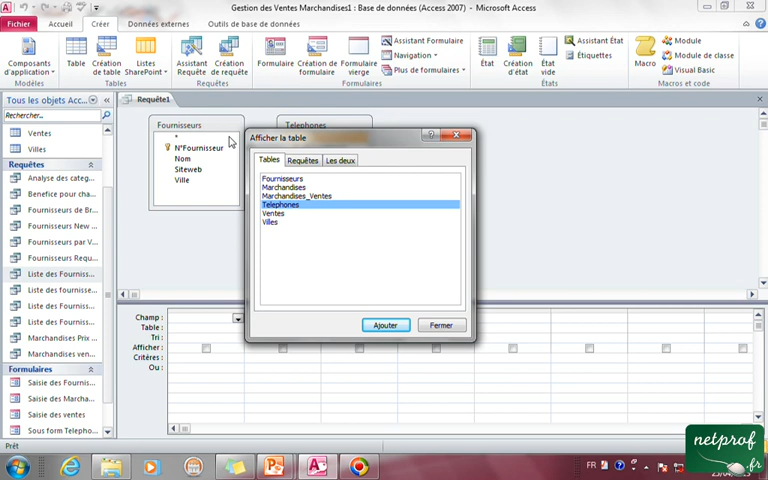 Gestion des Ventes Marchandises1 : Base de données (Access 2007) - Microsoft Access
Fichier Accueil Créer Données externes Outils de base de données
Composants d'application
Table
Création de table
Listes SharePoint
Assistant Requête
Création de requête
Formulaire
Création de formulaire
Formulaire vierge
Assistant Formulaire
Navigation
Plus de formulaires
État
Création d'état
État vide
Assistant État
Étiquettes
Macro
Module
Module de classe
Visual Basic
Modèles Tables Requêtes Formulaires États Macros et code
Tous les objets Access
Rechercher...
Ventes
Villes
Requêtes
Analyse des categ...
Benefice pour cha...
Fournisseurs de Br...
Fournisseurs New ...
Fournisseurs par V...
Fournisseurs Requ...
Liste des Fourniss...
Liste des fournisse...
Liste des Fourniss...
Liste des Fourniss...
Liste des Fourniss...
Marchandises Prix ...
Marchandises ven...
Formulaires
Saisie des Fournis...
Saisie des Marcha...
Saisie des ventes
Sous form Telepho...
Requête1
Fournisseurs
*
N°Fournisseur
Nom
Siteweb
Ville
Telephones
Afficher la table
Tables Requêtes Les deux
Fournisseurs
Marchandises
Marchandises_Ventes
Telephones
Ventes
Villes
Ajouter Fermer
Champ :
Table :
Tri :
Afficher :
Critères :
Ou :
Prêt
FR
netprof
.fr